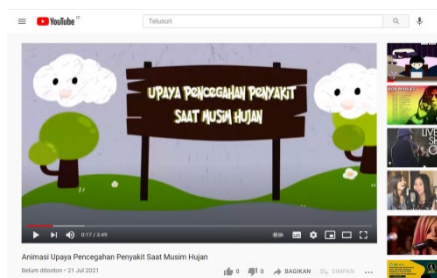 YouTube
Telusuri
UPAYA PENCEGAHAN PENYAKIT
SAAT MUSIM HUJAN
0:17 / 3:49
Animasi Upaya Pencegahan Penyakit Saat Musim Hujan
Belum ditonton • 21 Jul 2021
0
0
BAGIKAN
SIMPAN